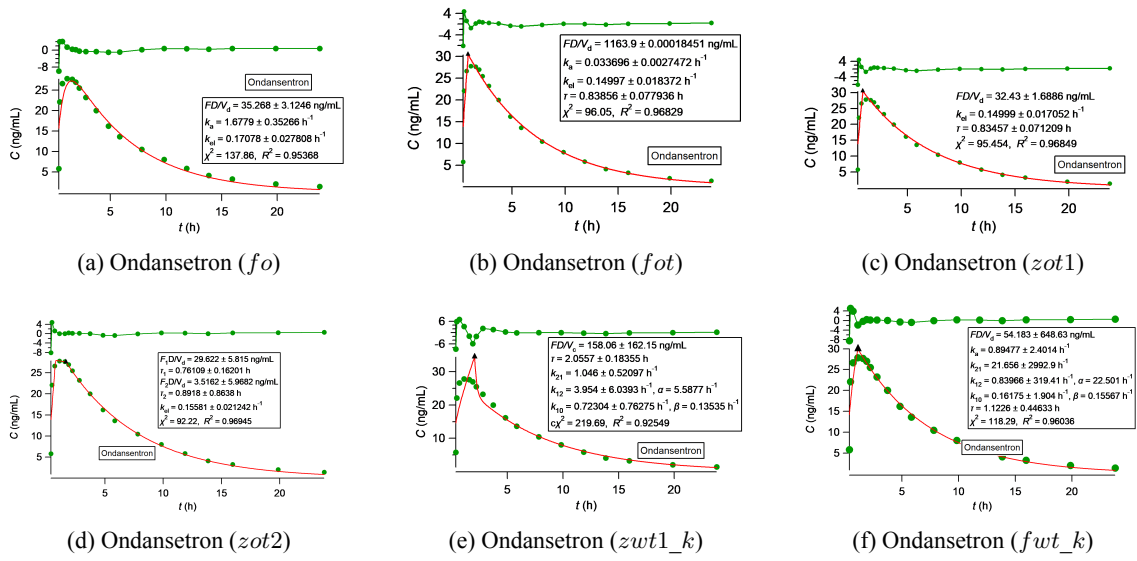 4
-4
30
25
20
15
10
5
C (ng/mL)
5
10
15
20
t (h)
FD/Vd = 1163.9 ± 0.00018451 ng/mL
ka = 0.033696 ± 0.0027472 h⁻¹
kel = 0.14997 ± 0.018372 h⁻¹
τ = 0.83856 ± 0.077936 h
χ² = 96.05, R² = 0.96829
Ondansentron
0
-8
25
20
15
10
5
C (ng/mL)
5
10
15
20
t (h)
Ondansentron
FD/Vd = 35.268 ± 3.1246 ng/mL
ka = 1.6779 ± 0.35266 h⁻¹
kel = 0.17078 ± 0.027808 h⁻¹
χ² = 137.86, R² = 0.95368
4
-4
30
25
20
15
10
5
C (ng/mL)
5
10
15
20
t (h)
FD/Vd = 32.43 ± 1.6886 ng/mL
kel = 0.14999 ± 0.017052 h⁻¹
τ = 0.83457 ± 0.071209 h
χ² = 95.454, R² = 0.96849
Ondansentron
(a) Ondansetron (fo)
(b) Ondansetron (fot)
(c) Ondansetron (zot1)
4
0
-4
-8
25
20
15
10
5
C (ng/mL)
5
10
15
20
t (h)
F₁D/Vd = 29.622 ± 5.815 ng/mL
τ₁ = 0.76109 ± 0.16201 h
F₂D/Vd = 3.5162 ± 5.9682 ng/mL
τ₂ = 0.8918 ± 0.8638 h
kel = 0.15581 ± 0.021242 h⁻¹
χ² = 92.22, R² = 0.96945
Ondansentron
6
0
-6
30
25
20
15
10
5
C (ng/mL)
5
10
15
20
t (h)
FD/Vc = 158.06 ± 162.15 ng/mL
τ = 2.0557 ± 0.18355 h
k21 = 1.046 ± 0.52097 h⁻¹
k12 = 3.954 ± 6.0393 h⁻¹, α = 5.5877 h⁻¹
k10 = 0.72304 ± 0.76275 h⁻¹, β = 0.13535 h⁻¹
cχ² = 219.69, R² = 0.92549
Ondansentron
4
0
-4
-8
30
25
20
15
10
5
C (ng/mL)
5
10
15
20
t (h)
FD/Vd = 54.183 ± 648.63 ng/mL
ka = 0.89477 ± 2.4014 h⁻¹
k21 = 21.656 ± 2992.9 h⁻¹
k12 = 0.83966 ± 319.41 h⁻¹, α = 22.501 h⁻¹
k10 = 0.16175 ± 1.904 h⁻¹, β = 0.15567 h⁻¹
τ = 1.1226 ± 0.44633 h
χ² = 118.29, R² = 0.96036
Ondansentron
(d) Ondansetron (zot2)
(e) Ondansetron (zwt1_k)
(f) Ondansetron (fwt_k)